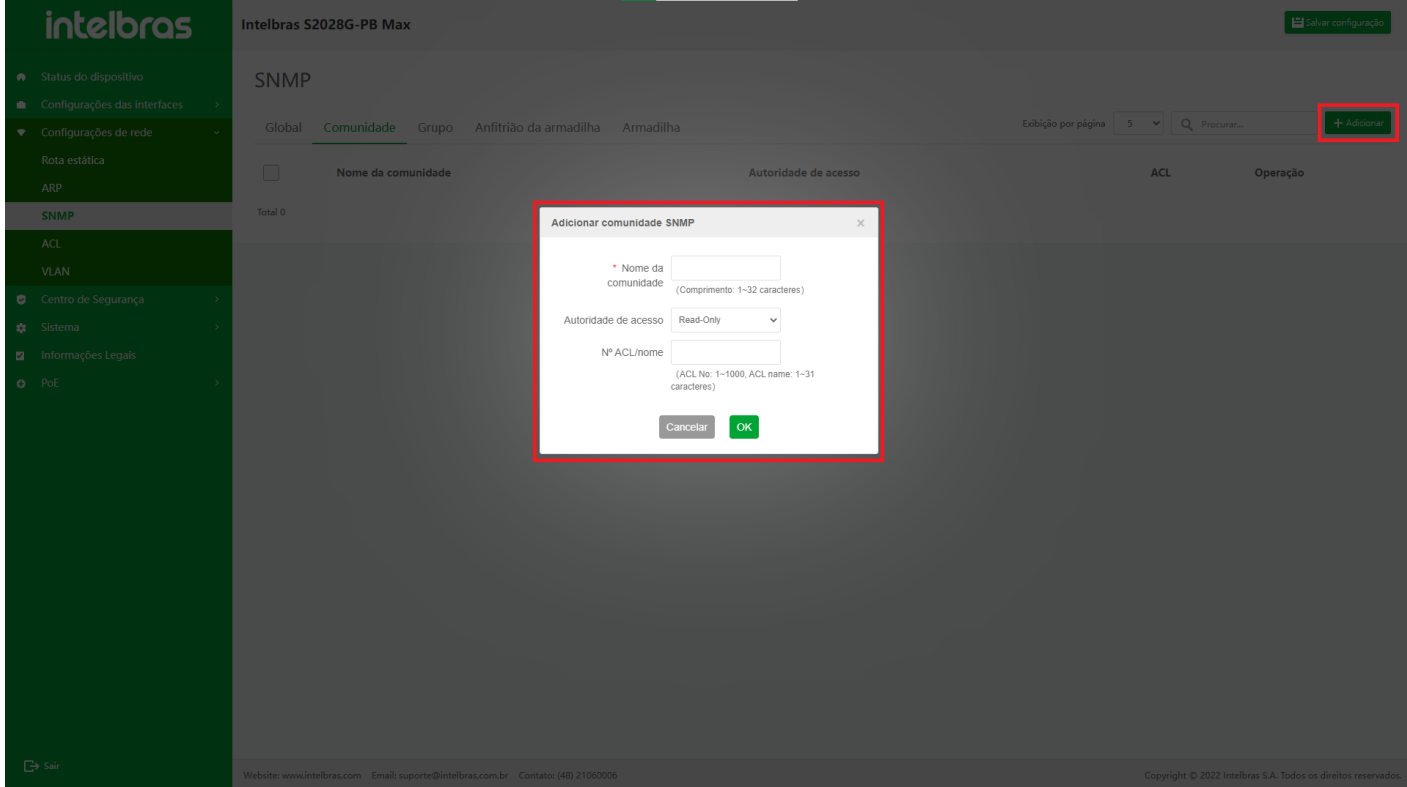 intelbras
Intelbras S2028G-PB Max
Salvar configuração
Status do dispositivo
Configurações das interfaces
Configurações de rede
Rota estática
ARP
SNMP
ACL
VLAN
Centro de Segurança
Sistema
Informações Legais
PoE
Sair
SNMP
Global Comunidade Grupo Anfitrião da armadilha Armadilha
Exibição por página 5 Procurar... + Adicionar
Nome da comunidade Autoridade de acesso ACL Operação
Total 0
Adicionar comunidade SNMP ×
* Nome da
comunidade
(Comprimento: 1~32 caracteres)
Autoridade de acesso Read-Only
Nº ACL/nome
(ACL No: 1~1000, ACL name: 1~31
caracteres)
Cancelar OK
Website: www.intelbras.com Email: suporte@intelbras.com.br Contato: (48) 21060006
Copyright © 2022 Intelbras S.A. Todos os direitos reservados.